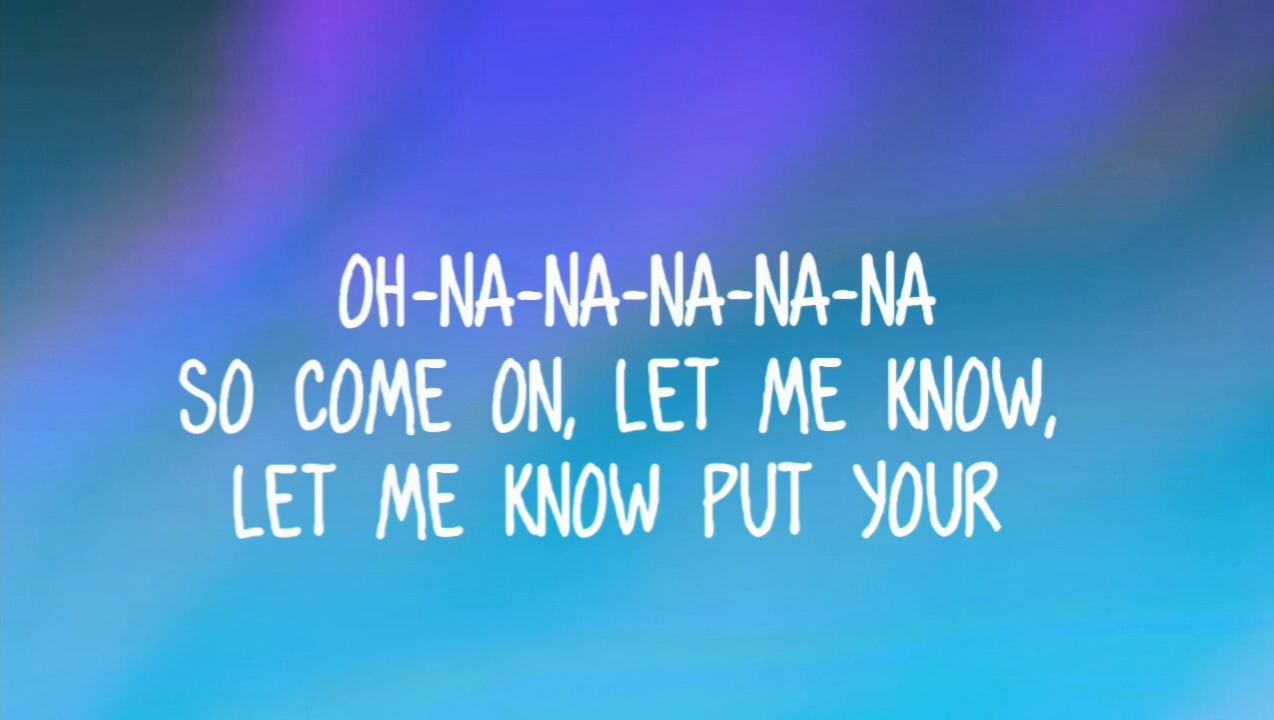 OH-NA-NA-NA-NA-NA
SO COME ON, LET ME KNOW,
LET ME KNOW PUT YOUR